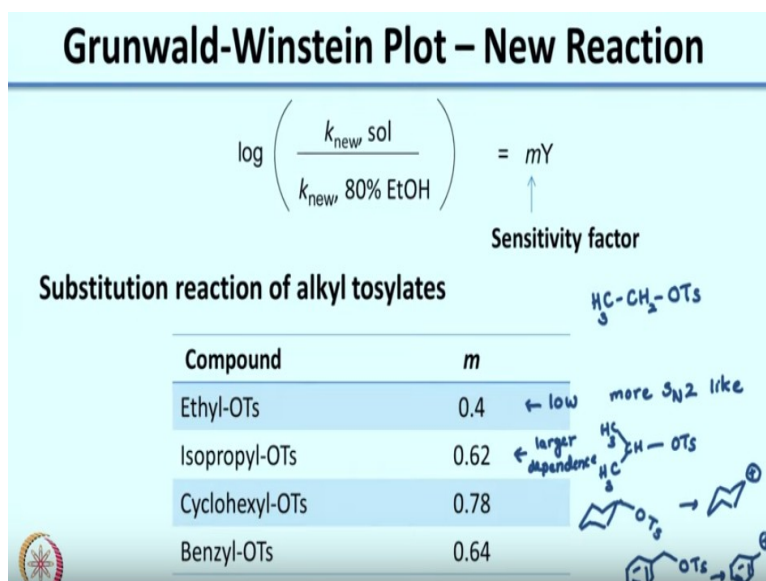 Grunwald-Winstein Plot – New Reaction
log ( k new, sol / k new, 80% EtOH ) = mY
Sensitivity factor
Substitution reaction of alkyl tosylates
H3C-CH2-OTs
Compound m
Ethyl-OTs 0.4 ← low more SN2 like
Isopropyl-OTs 0.62 ← larger dependence H3C H3C CH-OTs
Cyclohexyl-OTs 0.78 OTs → ⊕
Benzyl-OTs 0.64 OTs → ⊕